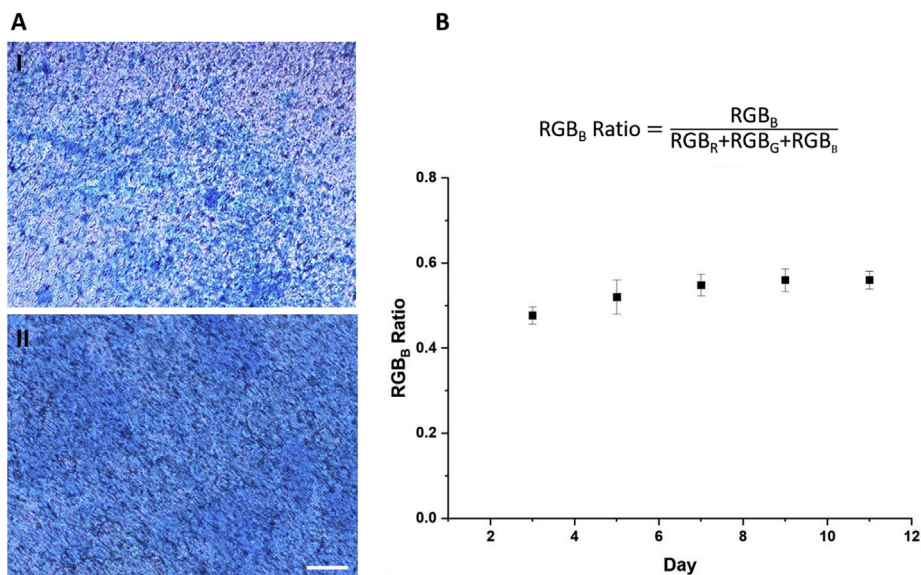 A
B
I
II
RGB_B Ratio = RGB_B / RGB_R+RGB_G+RGB_B
0.8
0.6
0.4
0.2
0.0
RGB_B Ratio
2 4 6 8 10 12
Day